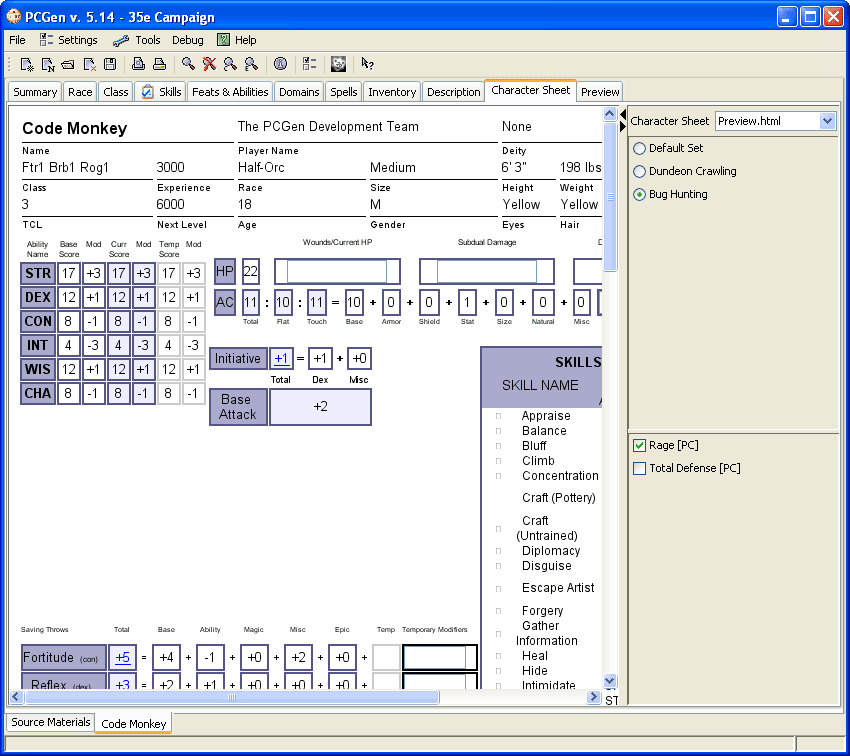 PCGen v. 5.14 - 35e Campaign
File Settings Tools Debug Help
Summary Race Class Skills Feats & Abilities Domains Spells Inventory Description Character Sheet Preview
Code Monkey The PCGen Development Team None
Name Player Name Deity
Ftr1 Brb1 Rog1 3000 Half-Orc Medium 6' 3" 198 lbs
Class Experience Race Size Height Weight
3 6000 18 M Yellow Yellow
TCL Next Level Age Gender Eyes Hair
Ability Name Base Score Mod Curr Score Mod Temp Score Mod
Wounds/Current HP Subdual Damage D
STR 17 +3 17 +3 17 +3
HP 22
DEX 12 +1 12 +1 12 +1
AC 11 : 10 : 11 = 10 + 0 + 0 + 1 + 0 + 0 + 0
Total Flat Touch Base Armor Shield Stat Size Natural Misc
CON 8 -1 8 -1 8 -1
INT 4 -3 4 -3 4 -3
WIS 12 +1 12 +1 12 +1
CHA 8 -1 8 -1 8 -1
Initiative +1 = +1 + +0
Total Dex Misc
Base Attack +2
SKILLS
SKILL NAME
Appraise
Balance
Bluff
Climb
Concentration
Craft (Pottery)
Craft
(Untrained)
Diplomacy
Disguise
Escape Artist
Forgery
Gather
Information
Heal
Hide
Intimidate
ST
Saving Throws Total Base Ability Magic Misc Epic Temp Temporary Modifiers
Fortitude (con) +5 = +4 + -1 + +0 + +2 + +0 +
Reflex (dex) +3 = +2 + +1 + +0 + +0 + +0 +
Character Sheet Preview.html
Default Set
Dundeon Crawling
Bug Hunting
Rage [PC]
Total Defense [PC]
Source Materials Code Monkey